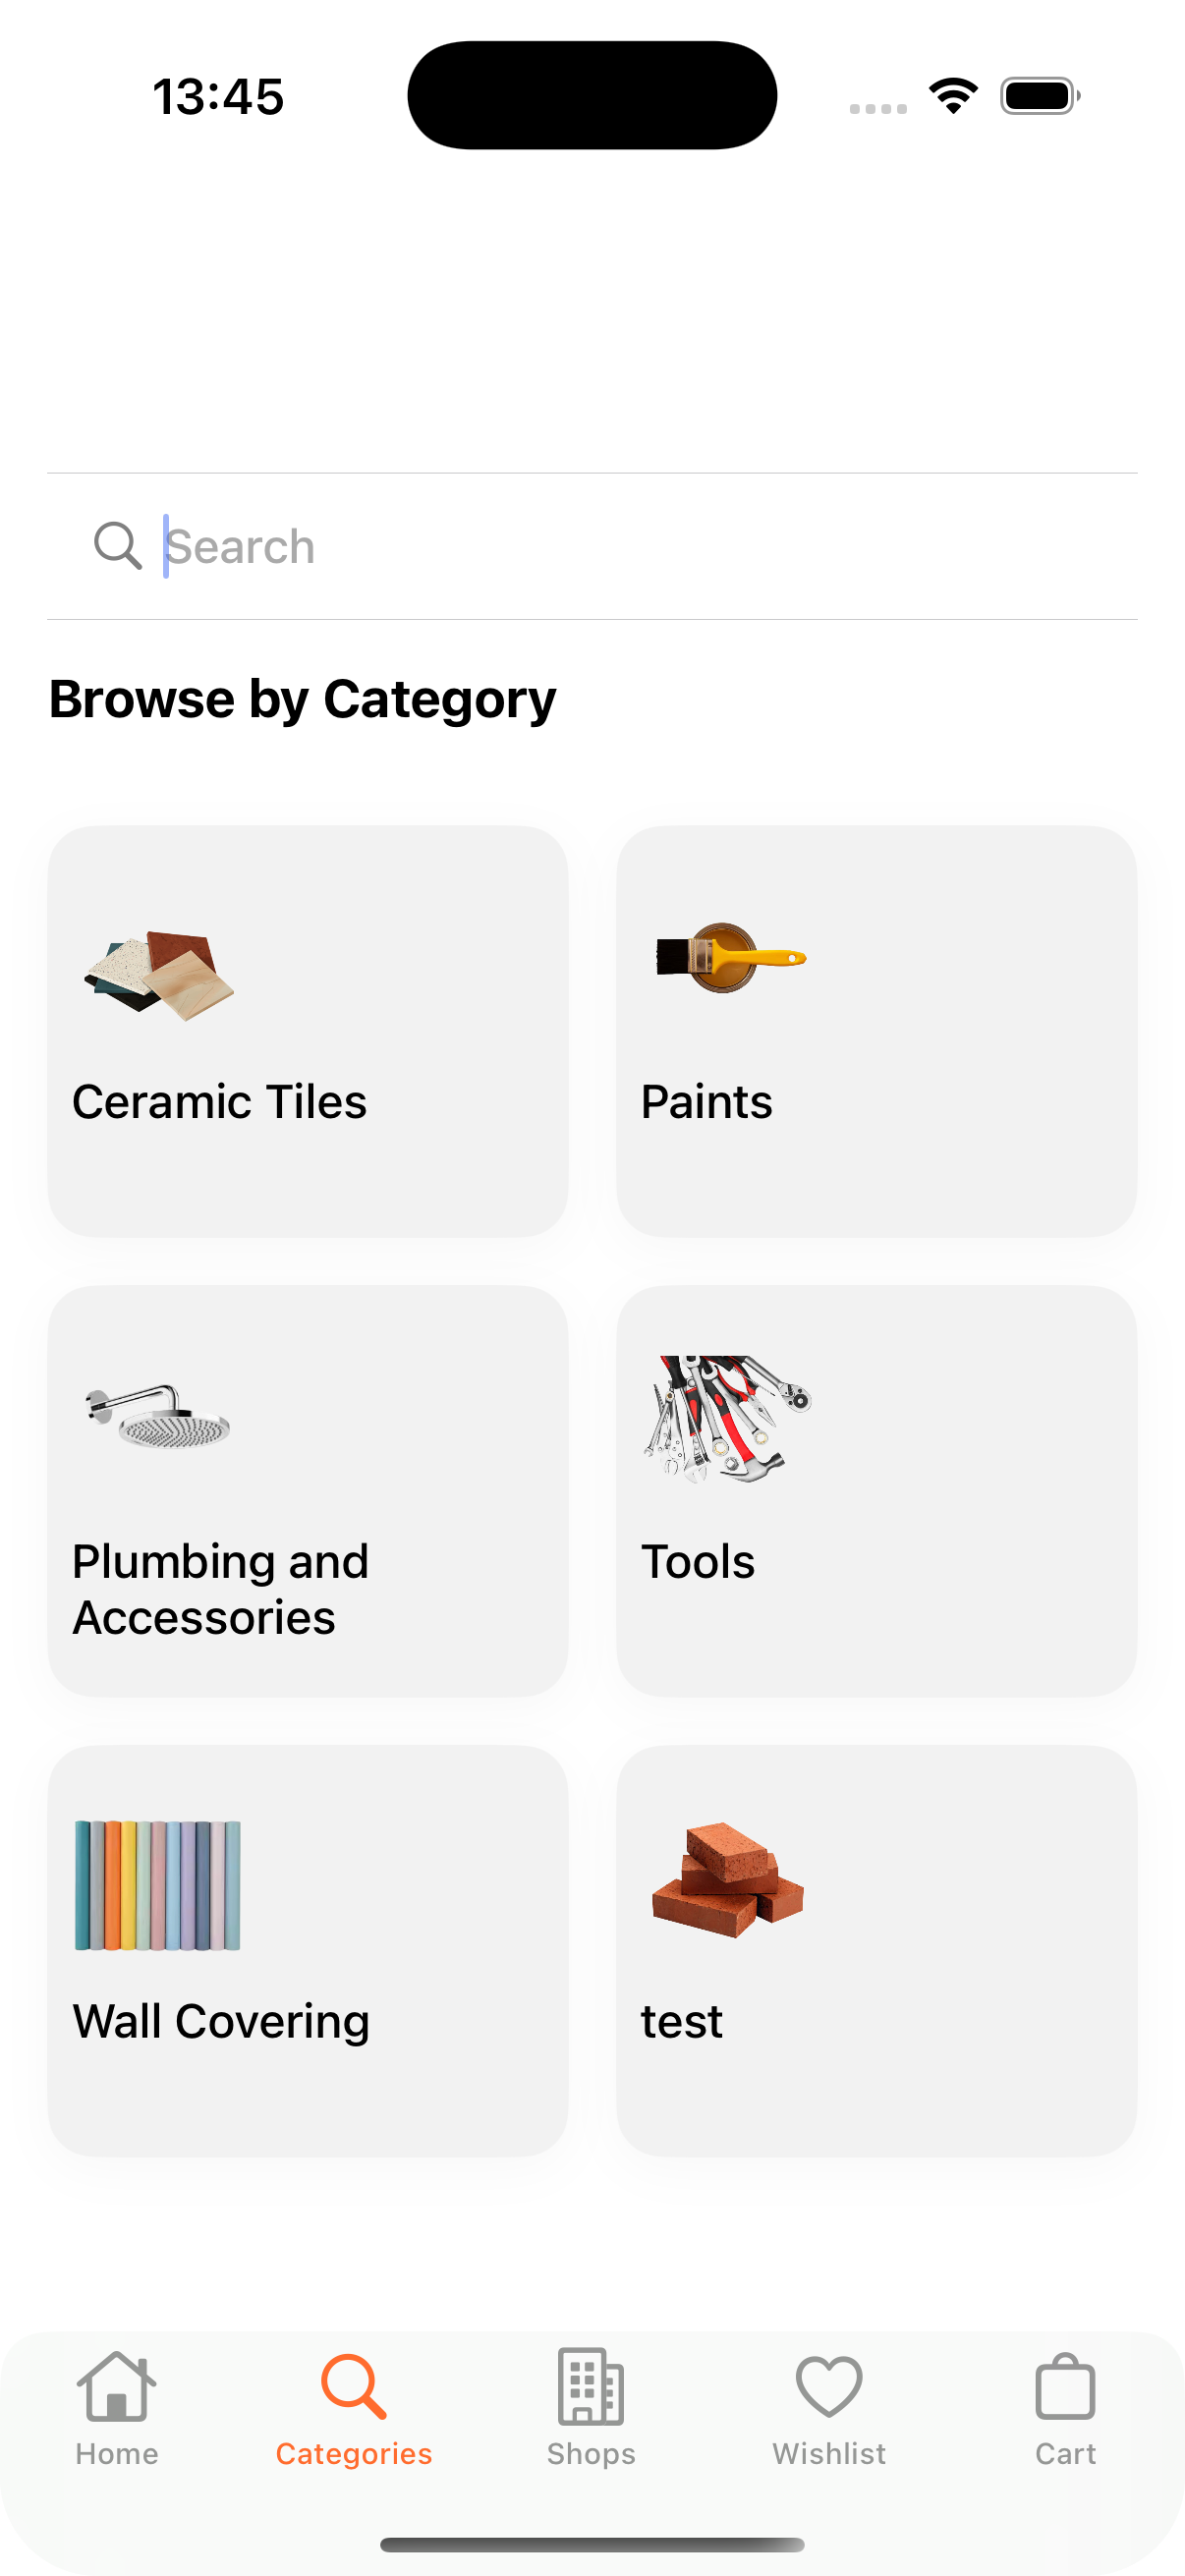 13:45
Search
Browse by Category
Ceramic Tiles
Paints
Plumbing and
Accessories
Tools
Wall Covering
test
Home
Categories
Shops
Wishlist
Cart